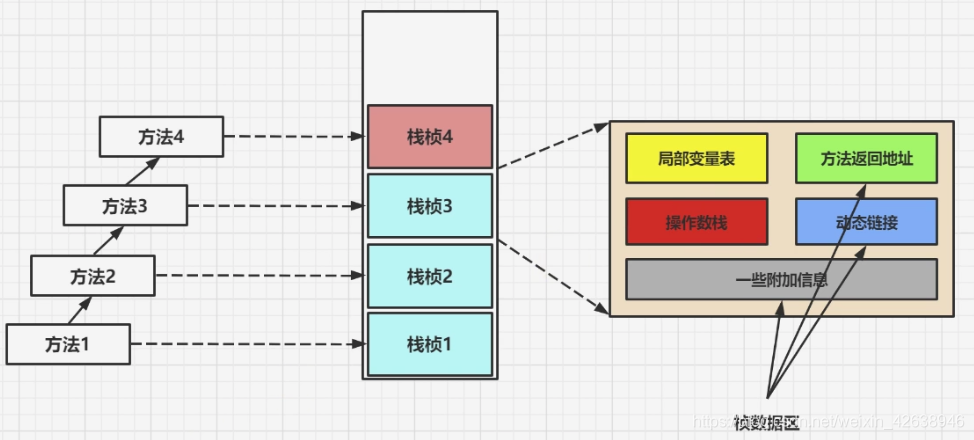 方法4
栈桢4
局部变量表
方法返回地址
方法3
栈桢3
操作数栈
动态链接
方法2
栈桢2
一些附加信息
方法1
栈桢1
桢数据区
https://blog.csdn.net/weixin_42638946